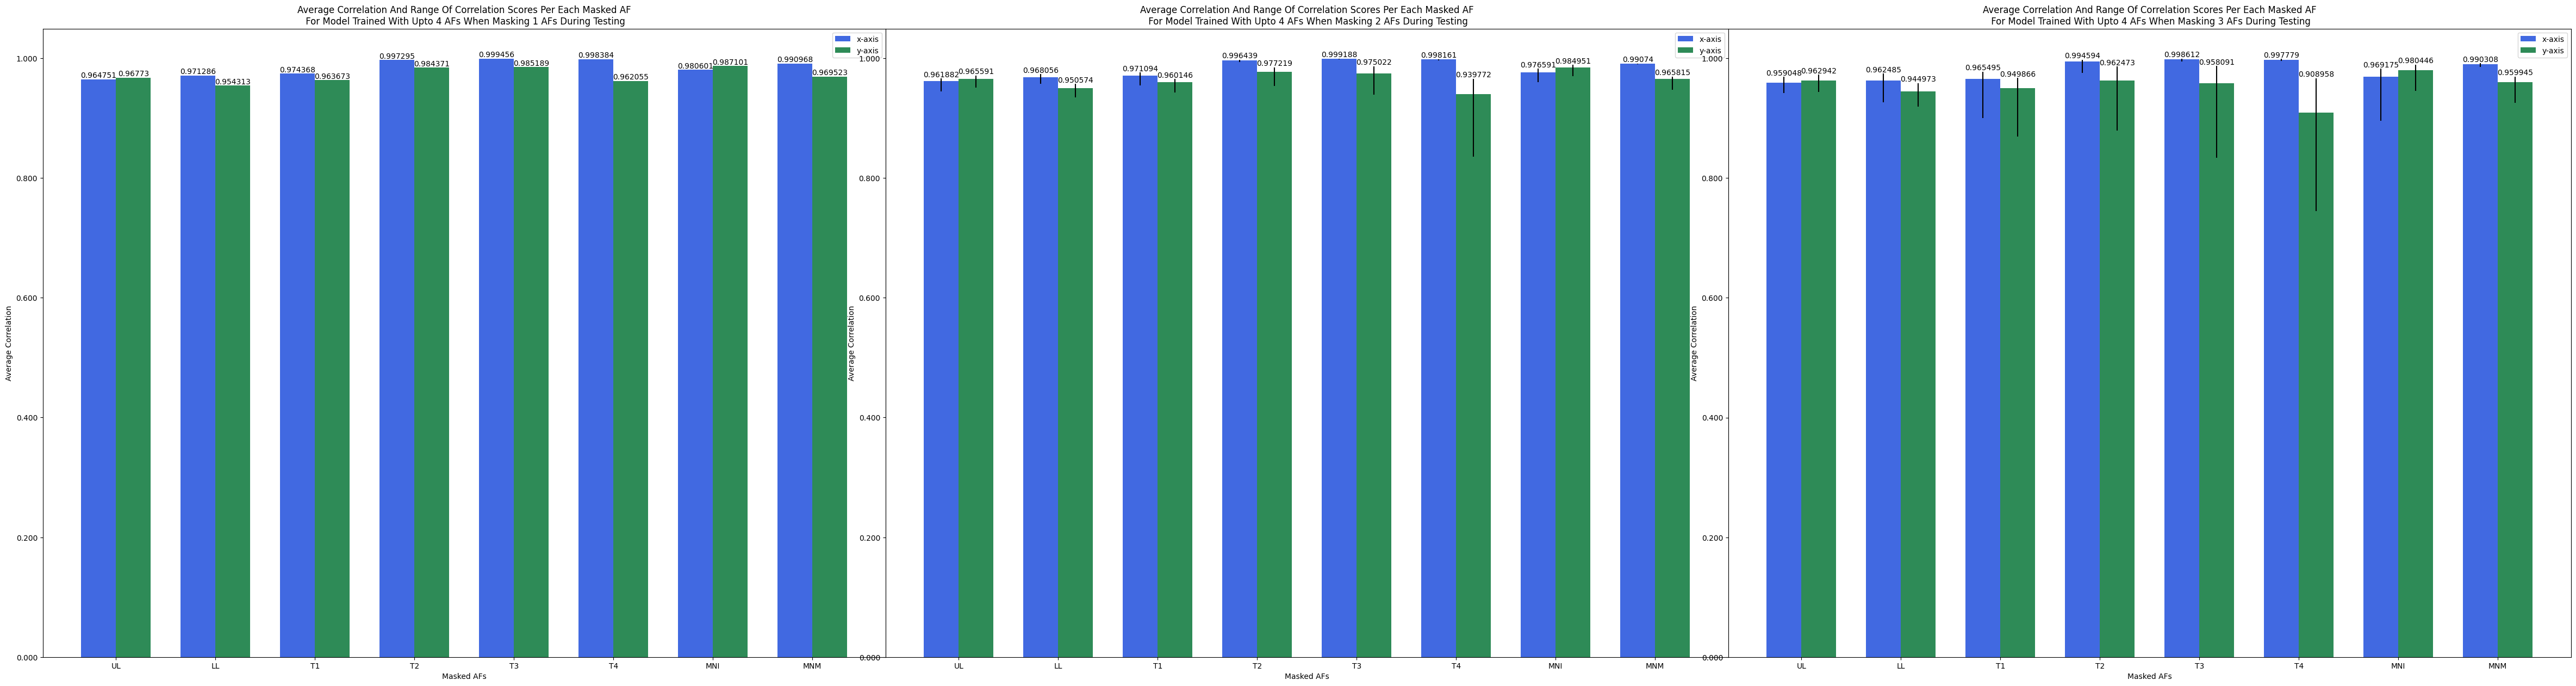 Average Correlation And Range Of Correlation Scores Per Each Masked AF
For Model Trained With Upto 4 AFs When Masking 1 AFs During Testing
x-axis
y-axis
1.000
0.800
0.600
0.400
0.200
0.000
Average Correlation
0.964751 0.96773 0.971286 0.954313 0.974368 0.963673 0.997295 0.984371 0.999456 0.985189 0.998384 0.962055 0.980601 0.987101 0.990968 0.969523
UL LL T1 T2 T3 T4 MNI MNM
Masked AFs
Average Correlation And Range Of Correlation Scores Per Each Masked AF
For Model Trained With Upto 4 AFs When Masking 2 AFs During Testing
x-axis
y-axis
1.000
0.800
0.600
0.400
0.200
0.000
Average Correlation
0.961882 0.965591 0.968056 0.950574 0.971094 0.960146 0.996439 0.977219 0.999188 0.975022 0.998161 0.939772 0.976591 0.984951 0.99074 0.965815
UL LL T1 T2 T3 T4 MNI MNM
Masked AFs
Average Correlation And Range Of Correlation Scores Per Each Masked AF
For Model Trained With Upto 4 AFs When Masking 3 AFs During Testing
x-axis
y-axis
1.000
0.800
0.600
0.400
0.200
0.000
Average Correlation
0.959048 0.962942 0.962485 0.944973 0.965495 0.949866 0.994594 0.962473 0.998612 0.958091 0.997779 0.908958 0.969175 0.980446 0.990308 0.959945
UL LL T1 T2 T3 T4 MNI MNM
Masked AFs